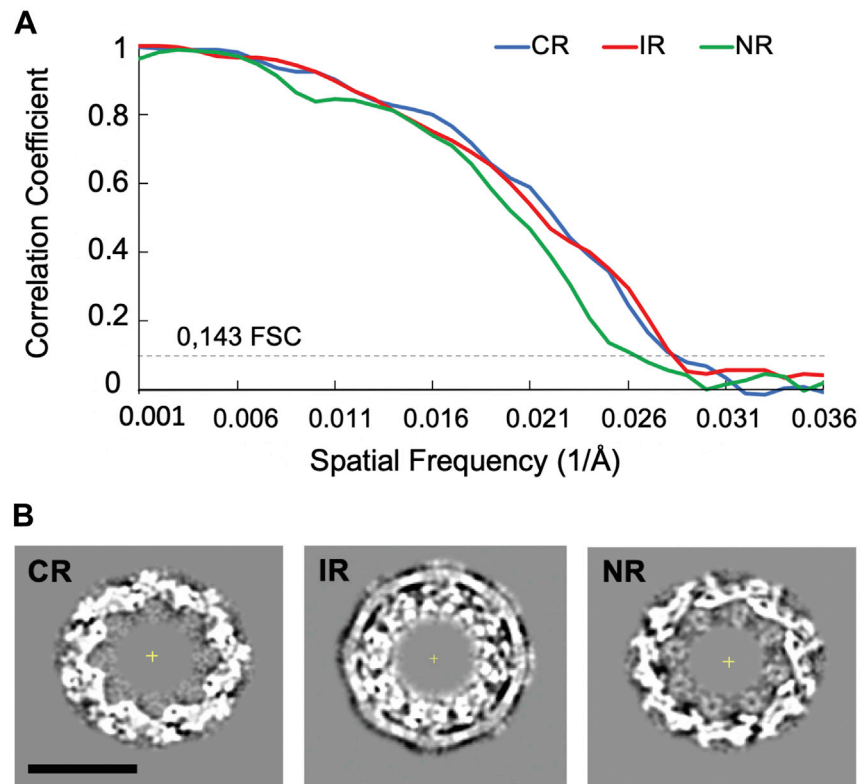 A
CR IR NR
1
0.8
0.6
0.4
0.2
0
Correlation Coefficient
0,143 FSC
0.001 0.006 0.011 0.016 0.021 0.026 0.031 0.036
Spatial Frequency (1/Å)
B
CR IR NR